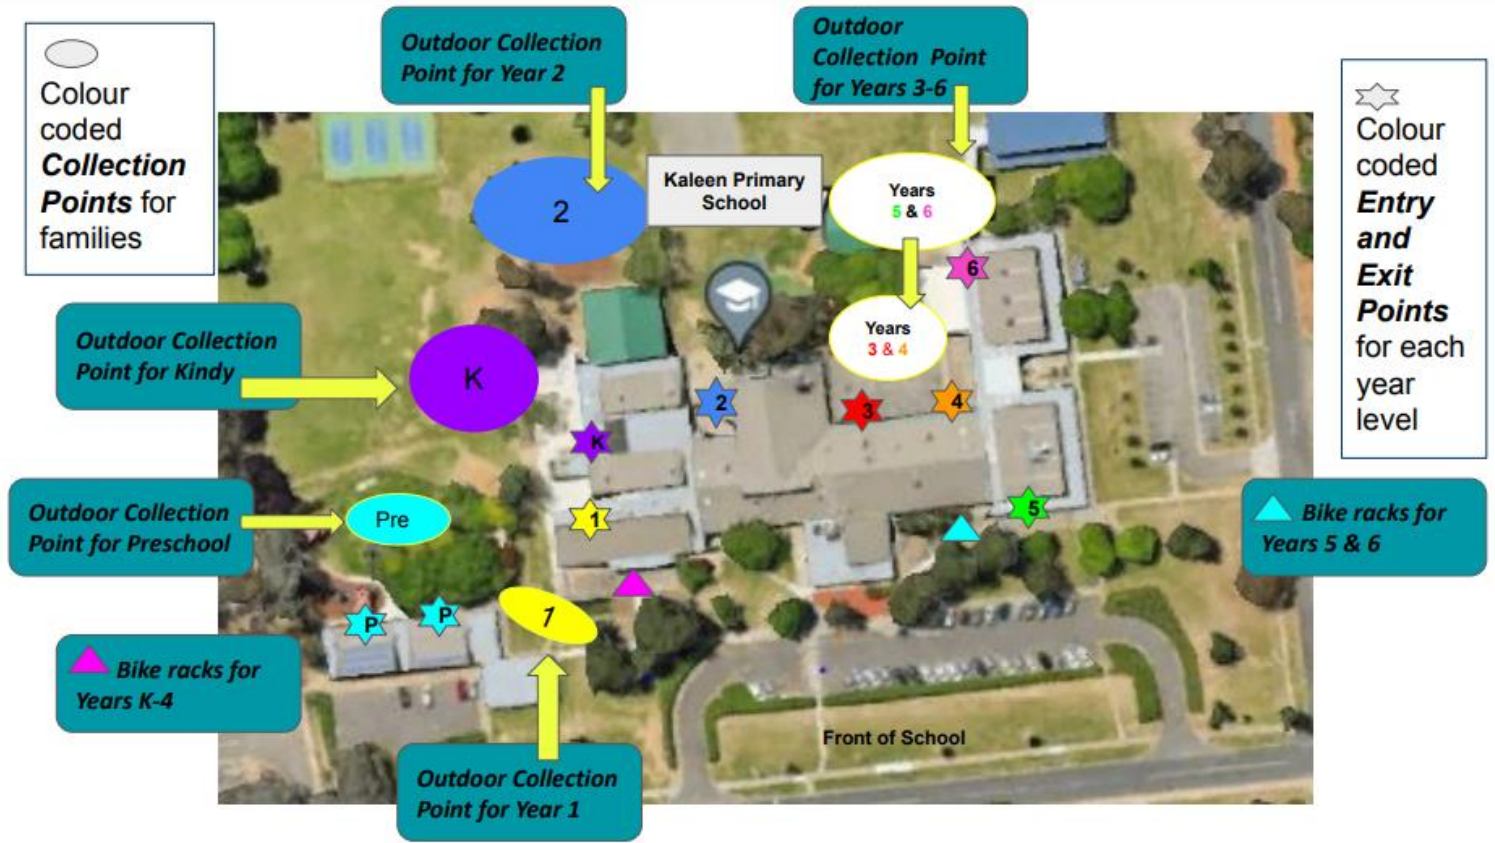 Colour
coded
Collection
Points for
families
Outdoor Collection
Point for Year 2
Outdoor
Collection Point
for Years 3-6
Colour
coded
Entry
and
Exit
Points
for each
year
level
Kaleen Primary
School
2
Years
5 & 6
6
Years
3 & 4
Outdoor Collection
Point for Kindy
K
2
3
4
K
Outdoor Collection
Point for Preschool
Pre
1
5
Bike racks for
Years 5 & 6
P
P
1
Bike racks for
Years K-4
Front of School
Outdoor Collection
Point for Year 1